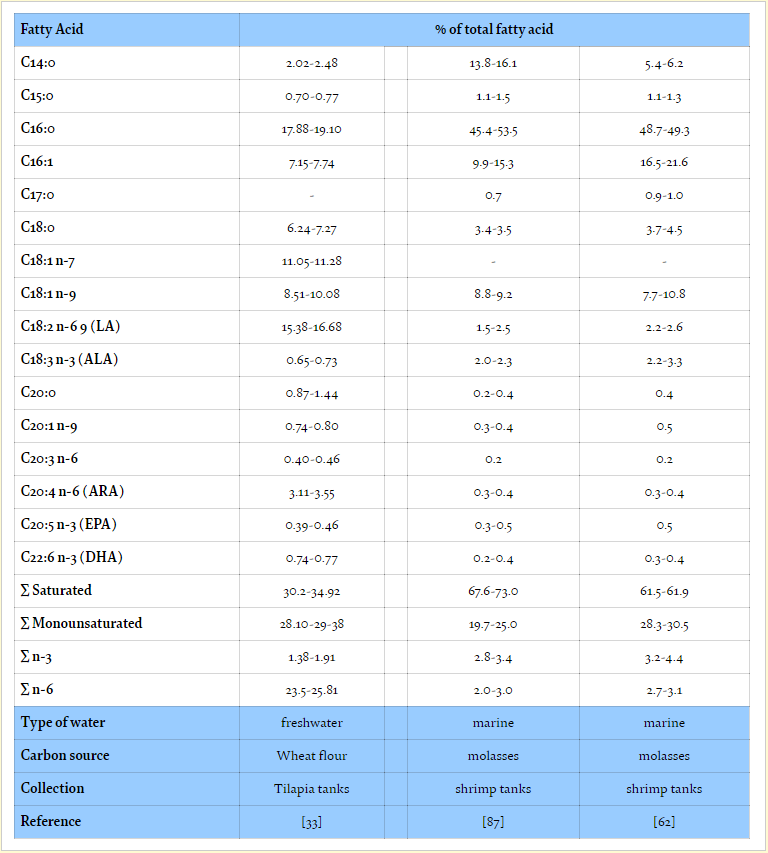 Fatty Acid % of total fatty acid
C14:0 2.02-2.48 13.8-16.1 5.4-6.2
C15:0 0.70-0.77 1.1-1.5 1.1-1.3
C16:0 17.88-19.10 45.4-53.5 48.7-49.3
C16:1 7.15-7.74 9.9-15.3 16.5-21.6
C17:0 - 0.7 0.9-1.0
C18:0 6.24-7.27 3.4-3.5 3.7-4.5
C18:1 n-7 11.05-11.28 - -
C18:1 n-9 8.51-10.08 8.8-9.2 7.7-10.8
C18:2 n-6 9 (LA) 15.38-16.68 1.5-2.5 2.2-2.6
C18:3 n-3 (ALA) 0.65-0.73 2.0-2.3 2.2-3.3
C20:0 0.87-1.44 0.2-0.4 0.4
C20:1 n-9 0.74-0.80 0.3-0.4 0.5
C20:3 n-6 0.40-0.46 0.2 0.2
C20:4 n-6 (ARA) 3.11-3.55 0.3-0.4 0.3-0.4
C20:5 n-3 (EPA) 0.39-0.46 0.3-0.5 0.5
C22:6 n-3 (DHA) 0.74-0.77 0.2-0.4 0.3-0.4
∑ Saturated 30.2-34.92 67.6-73.0 61.5-61.9
∑ Monounsaturated 28.10-29-38 19.7-25.0 28.3-30.5
∑ n-3 1.38-1.91 2.8-3.4 3.2-4.4
∑ n-6 23.5-25.81 2.0-3.0 2.7-3.1
Type of water freshwater marine marine
Carbon source Wheat flour molasses molasses
Collection Tilapia tanks shrimp tanks shrimp tanks
Reference [33] [87] [62]